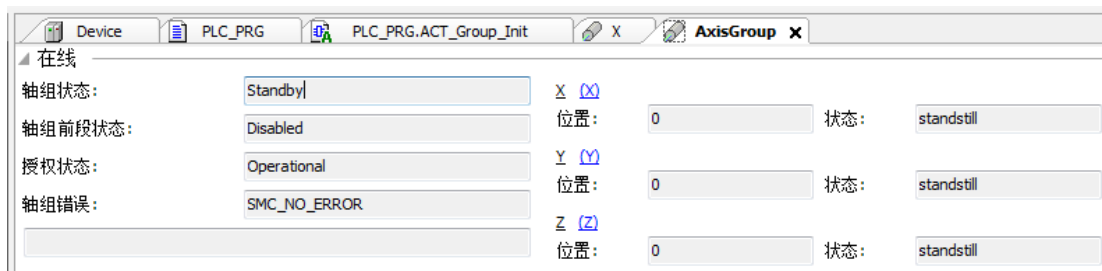 Device PLC_PRG PLC_PRG.ACT_Group_Init X AxisGroup X
在线
轴组状态: Standby
X (X)
位置: 0 状态: standstill
轴组前段状态: Disabled
Y (Y)
授权状态: Operational
位置: 0 状态: standstill
轴组错误: SMC_NO_ERROR
Z (Z)
位置: 0 状态: standstill